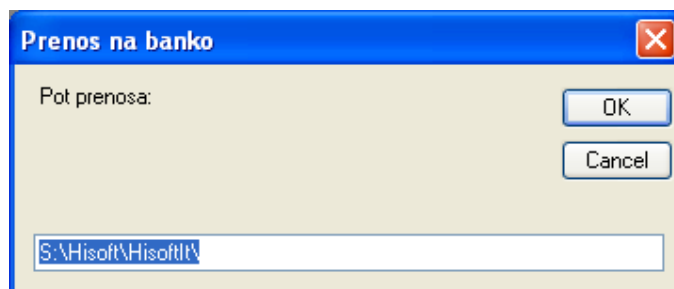 Prenos na banko
Pot prenosa:
OK
Cancel
S:\Hisoft\HisoftIt\